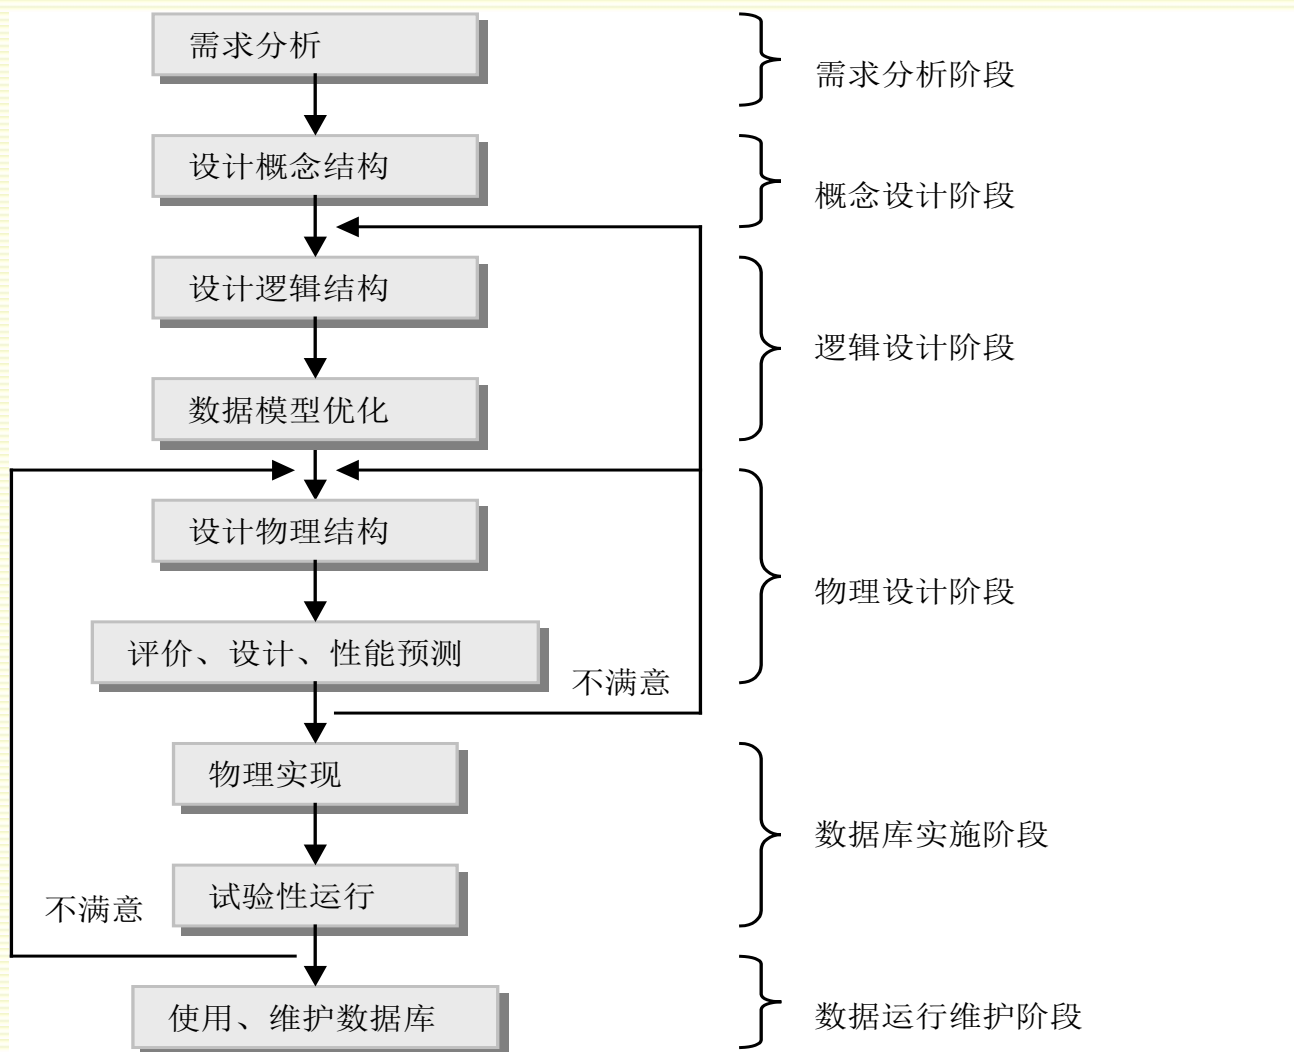 需求分析
需求分析阶段
设计概念结构
概念设计阶段
设计逻辑结构
逻辑设计阶段
数据模型优化
设计物理结构
物理设计阶段
评价、设计、性能预测
不满意
物理实现
数据库实施阶段
试验性运行
不满意
使用、维护数据库
数据运行维护阶段